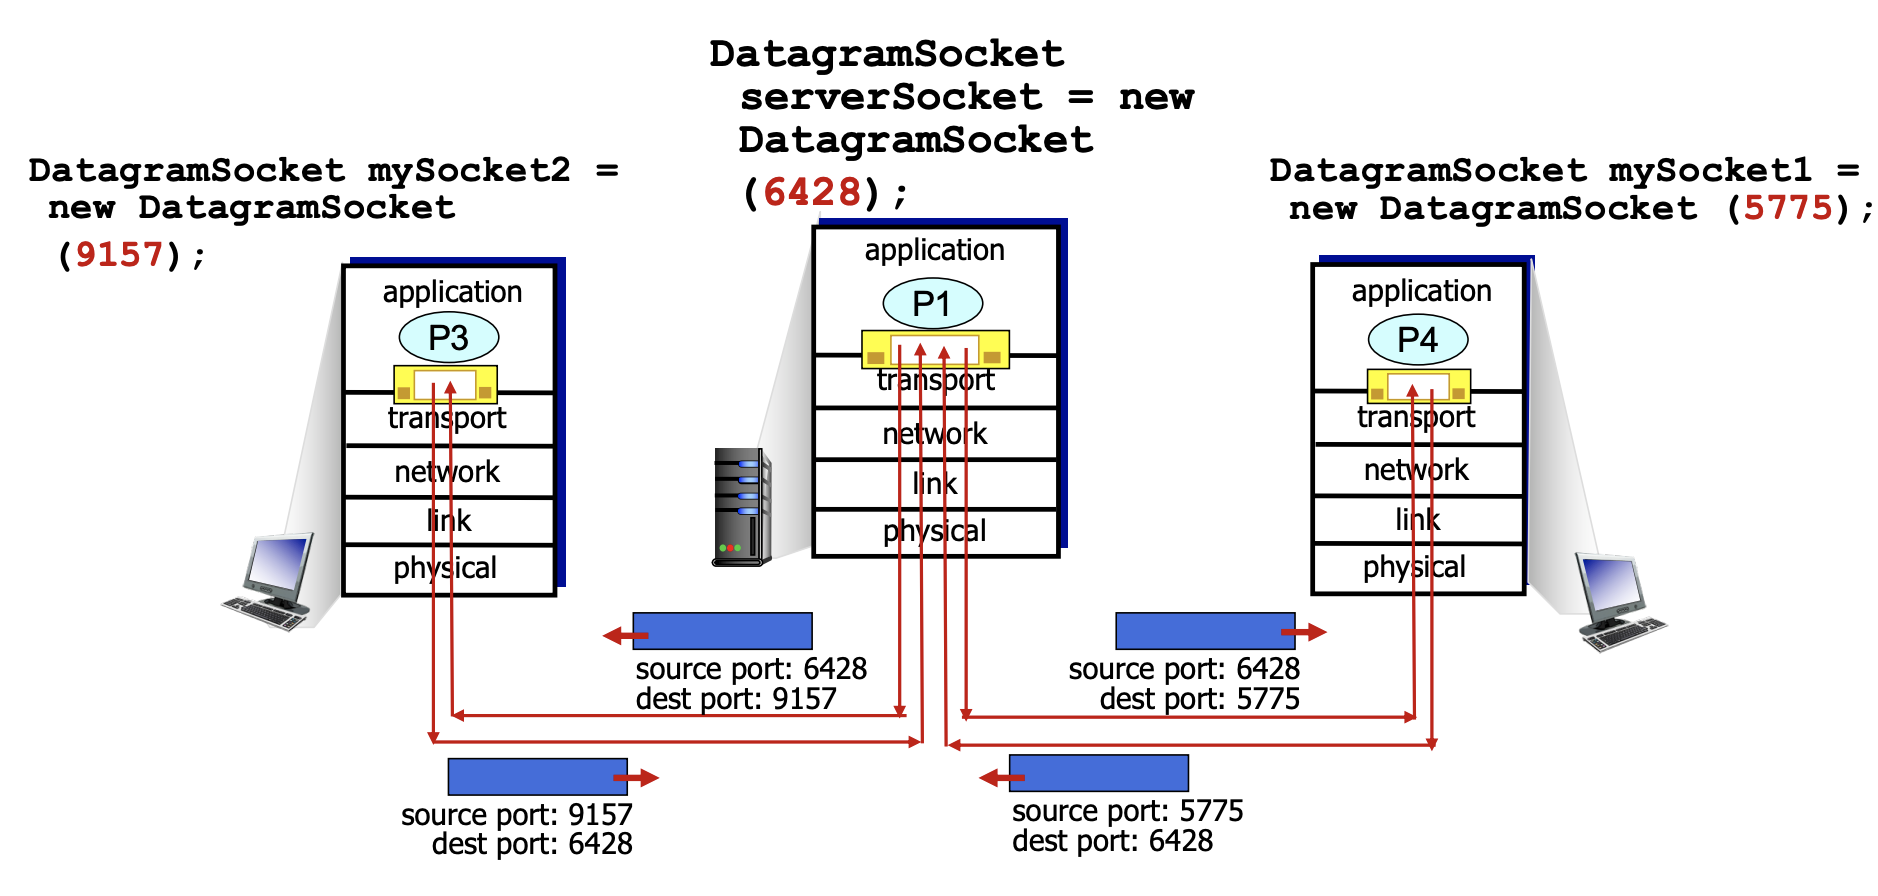 DatagramSocket
serverSocket = new
DatagramSocket
(6428);
DatagramSocket mySocket2 =
new DatagramSocket
(9157);
DatagramSocket mySocket1 =
new DatagramSocket (5775);
application
P3
transport
network
link
physical
application
P1
transport
network
link
physical
application
P4
transport
network
link
physical
source port: 6428
dest port: 9157
source port: 6428
dest port: 5775
source port: 9157
dest port: 6428
source port: 5775
dest port: 6428